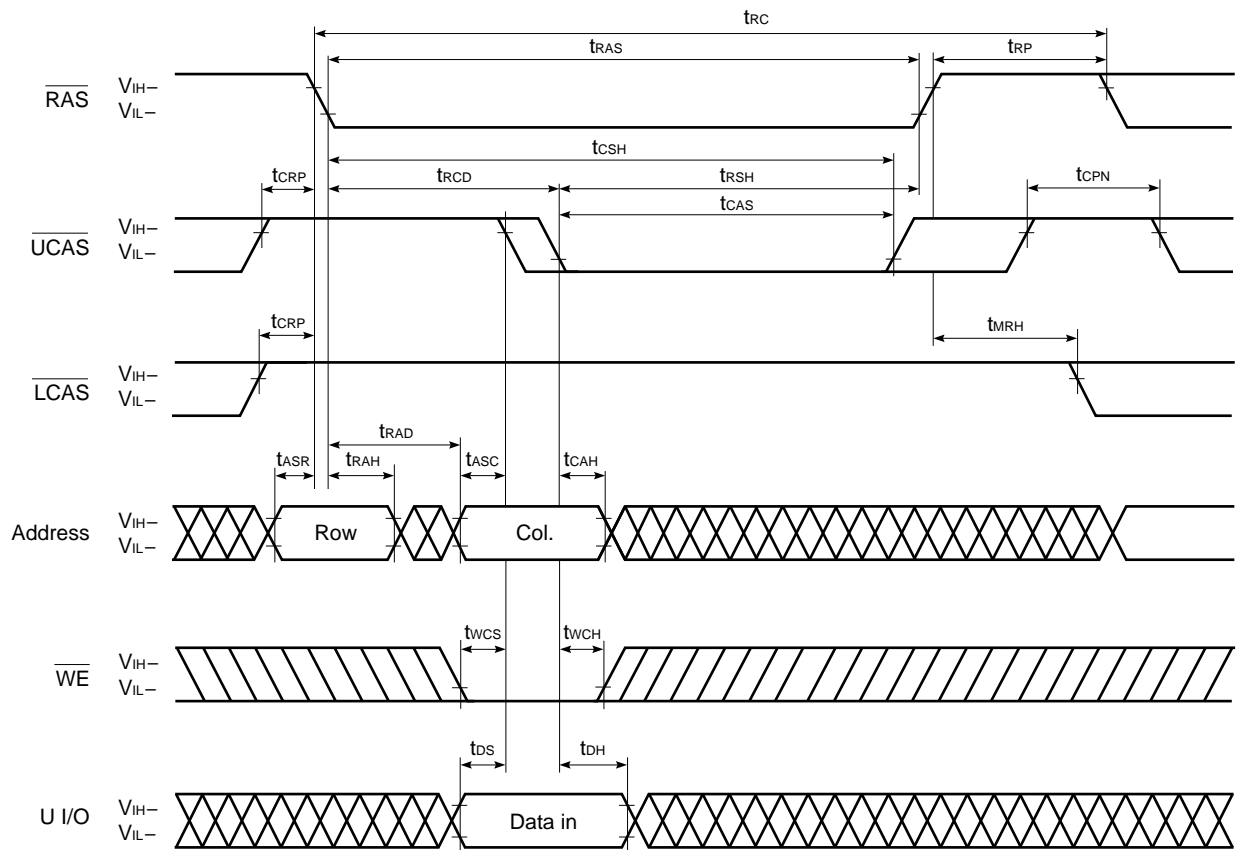 tRC
tRAS tRP
RAS VIH–
VIL–
tCSH
tCRP tRCD tRSH tCPN
tCAS
UCAS VIH–
VIL–
tCRP tMRH
LCAS VIH–
VIL–
tRAD
tASR tRAH tASC tCAH
Address VIH–
VIL–
Row Col.
tWCS tWCH
WE VIH–
VIL–
tDS tDH
U I/O VIH–
VIL–
Data in